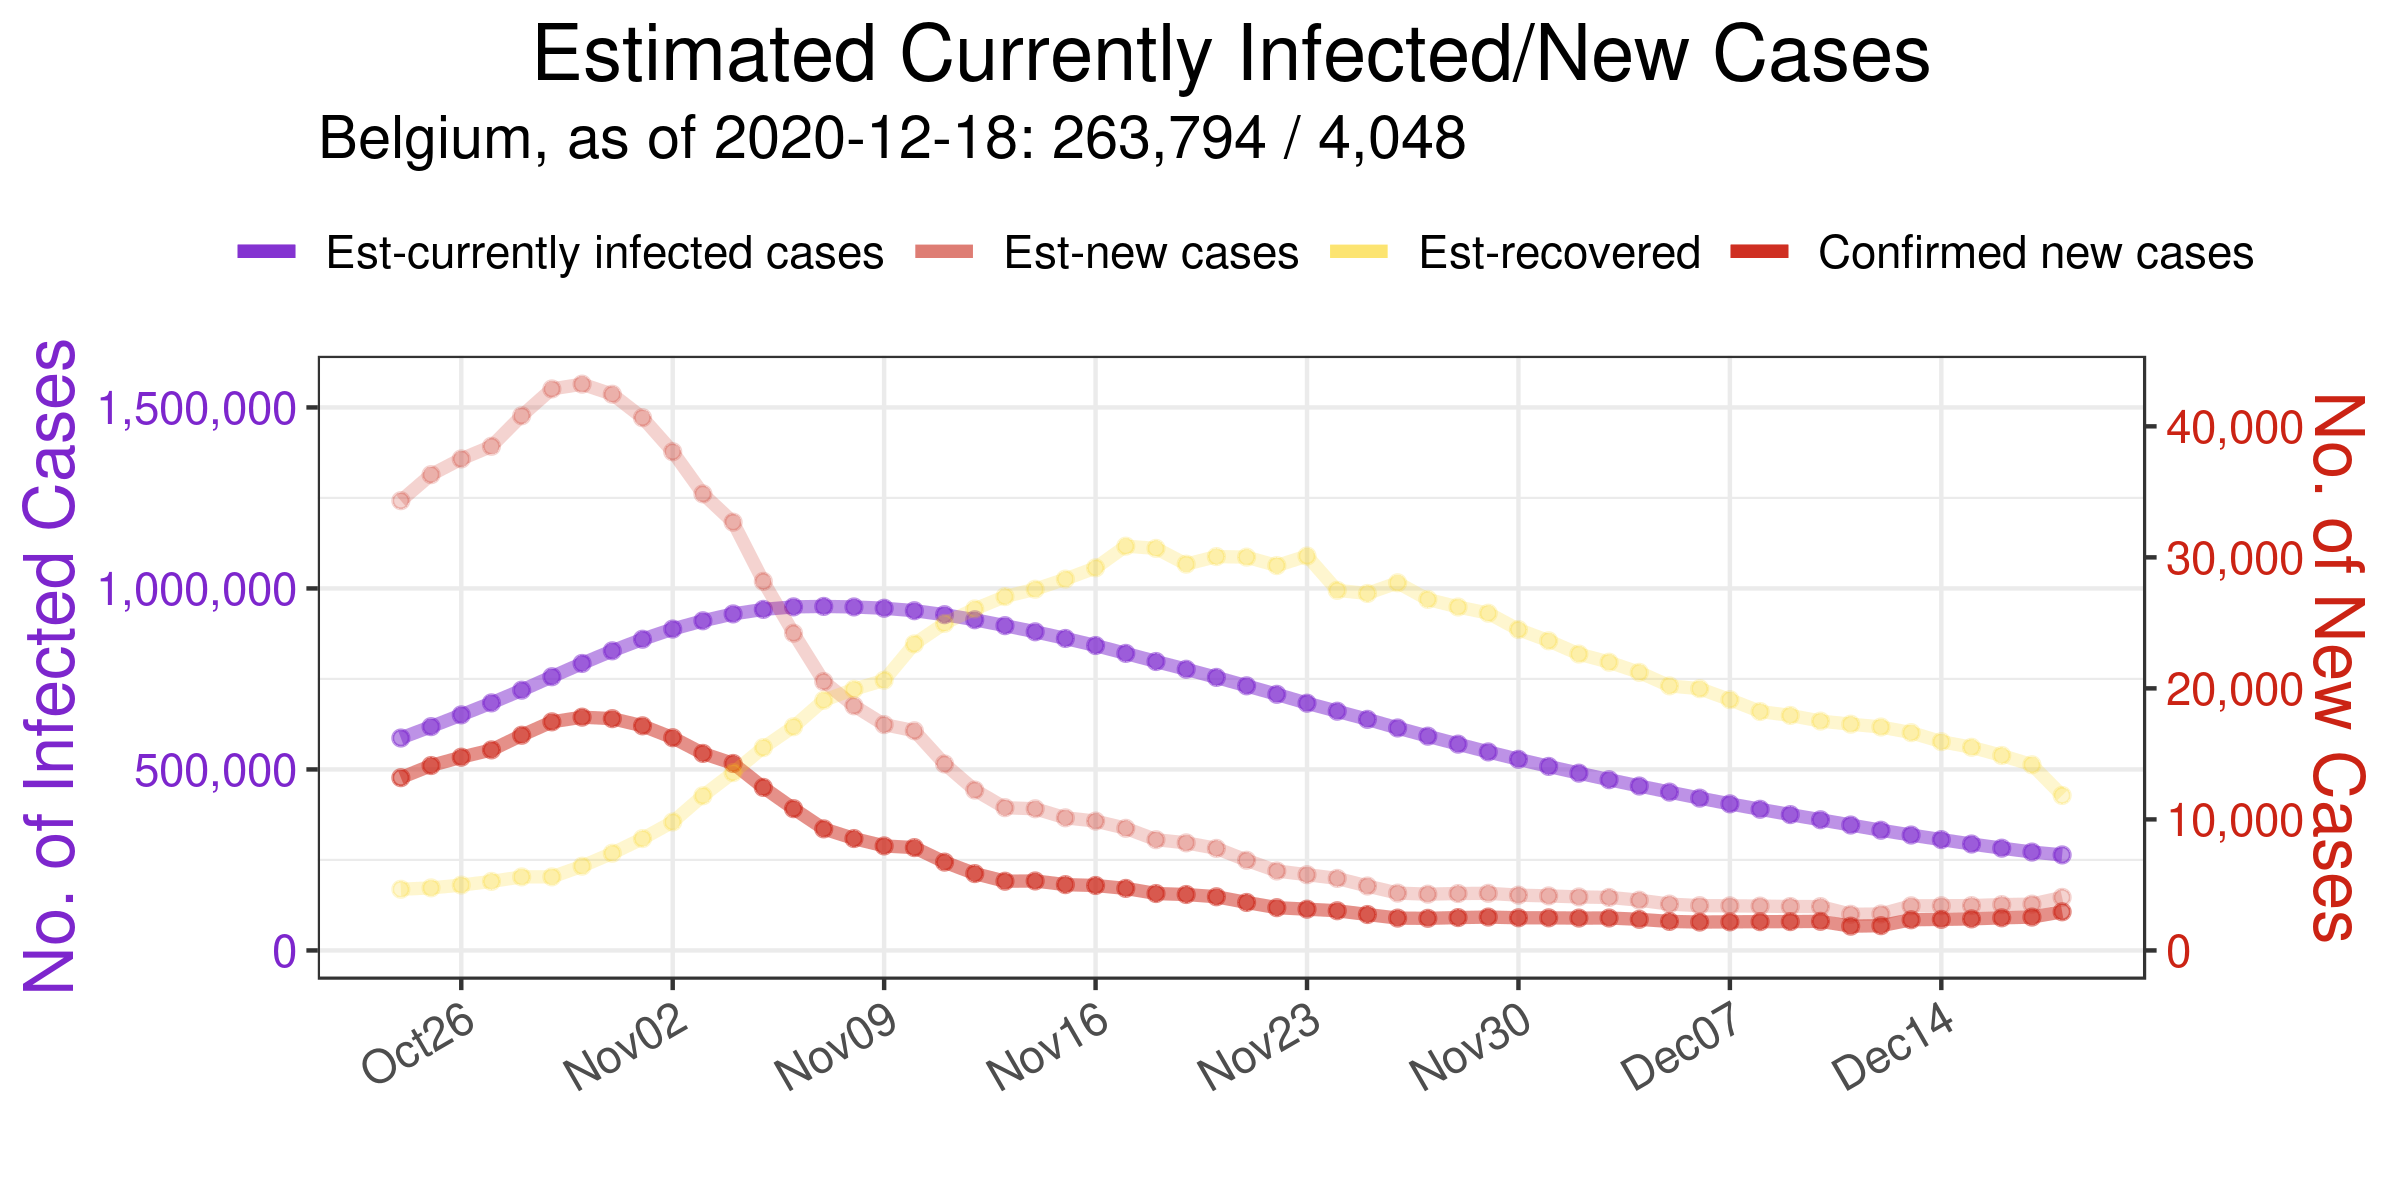 Estimated Currently Infected/New Cases
Belgium, as of 2020-12-18: 263,794 / 4,048
Est-currently infected cases Est-new cases Est-recovered Confirmed new cases
No. of Infected Cases
1,500,000
1,000,000
500,000
0
40,000
30,000
20,000
10,000
0
No. of New Cases
Oct26 Nov02 Nov09 Nov16 Nov23 Nov30 Dec07 Dec14